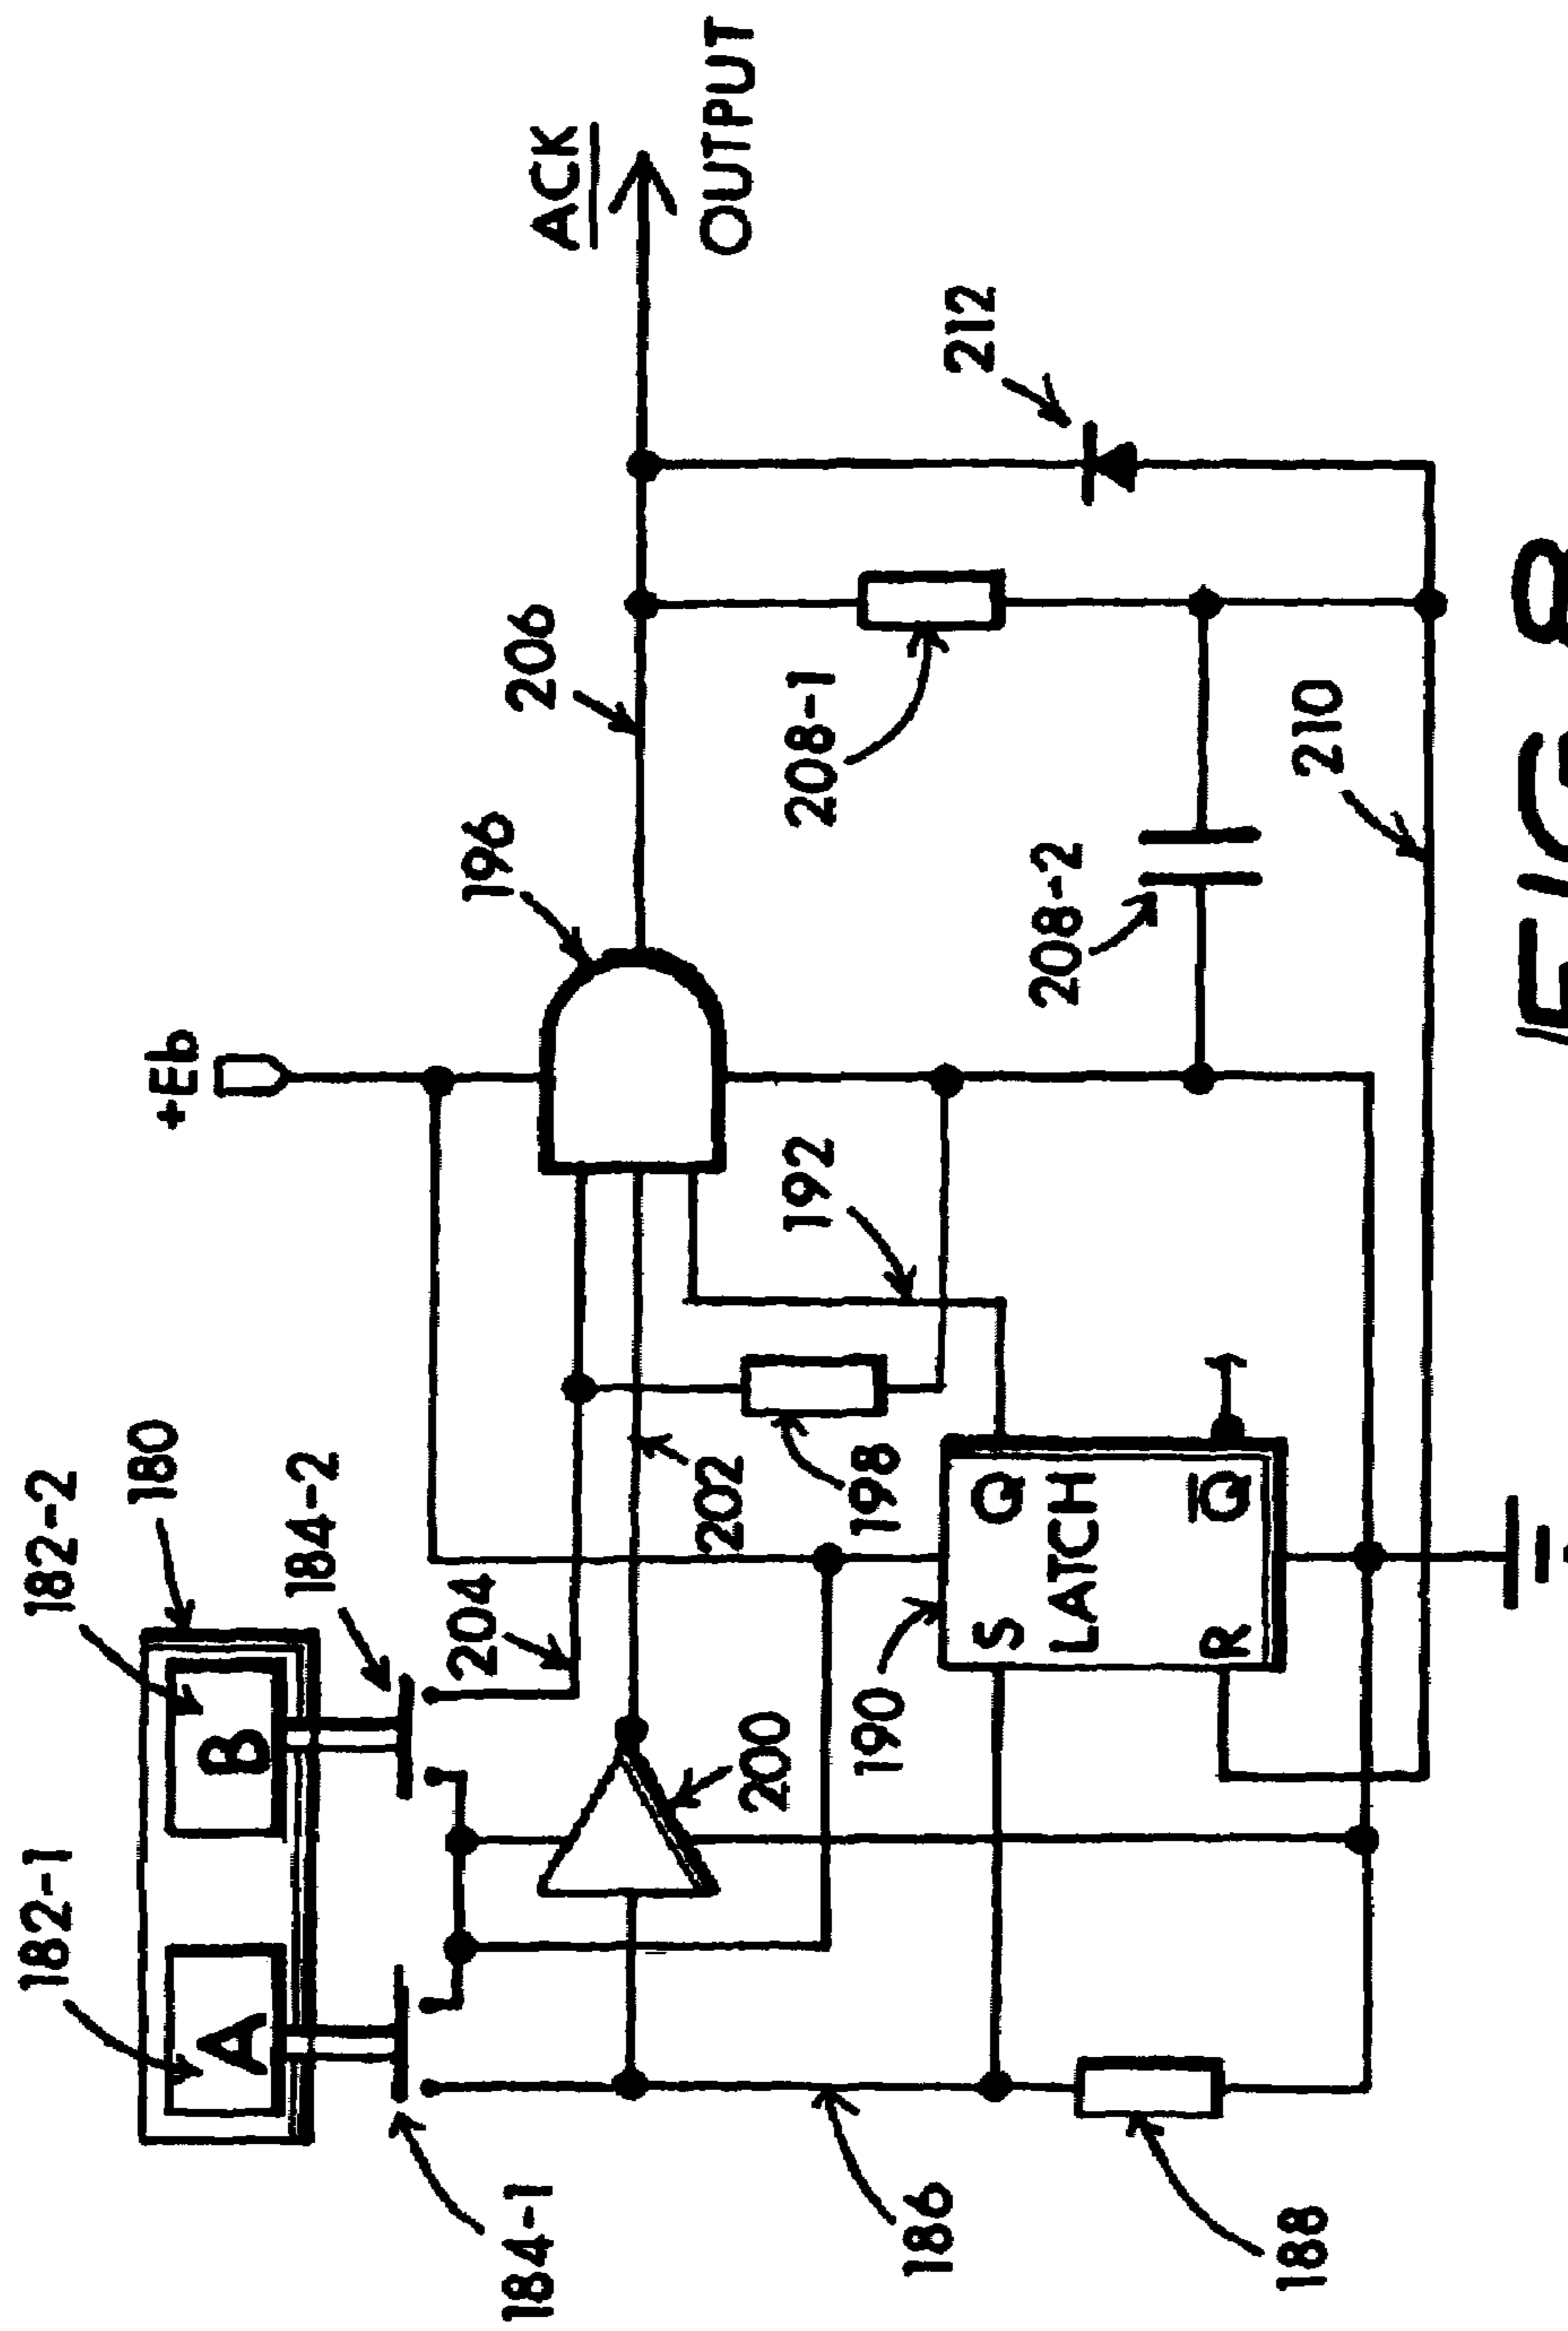 182-1
182-2
180
A
B
184-1
184-2
+Eb
196
206
ACK
OUTPUT
204
202
200
198
192
186
190
S
Q
LATCH
R
Q̅
188
208-1
208-2
210
212